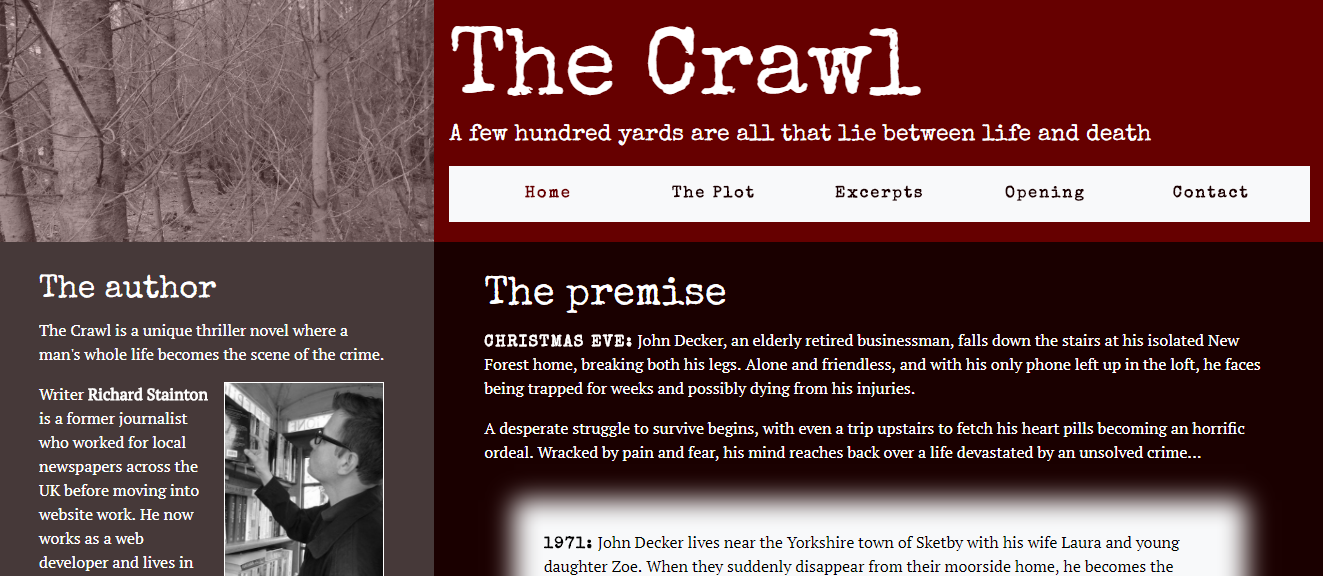 The Crawl
A few hundred yards are all that lie between life and death
Home The Plot Excerpts Opening Contact
The author
The Crawl is a unique thriller novel where a
man's whole life becomes the scene of the crime.
Writer Richard Stainton
is a former journalist
who worked for local
newspapers across the
UK before moving into
website work. He now
works as a web
developer and lives in
The premise
CHRISTMAS EVE: John Decker, an elderly retired businessman, falls down the stairs at his isolated New
Forest home, breaking both his legs. Alone and friendless, and with his only phone left up in the loft, he faces
being trapped for weeks and possibly dying from his injuries.
A desperate struggle to survive begins, with even a trip upstairs to fetch his heart pills becoming an horrific
ordeal. Wracked by pain and fear, his mind reaches back over a life devastated by an unsolved crime...
1971: John Decker lives near the Yorkshire town of Sketby with his wife Laura and young
daughter Zoe. When they suddenly disappear from their moorside home, he becomes the